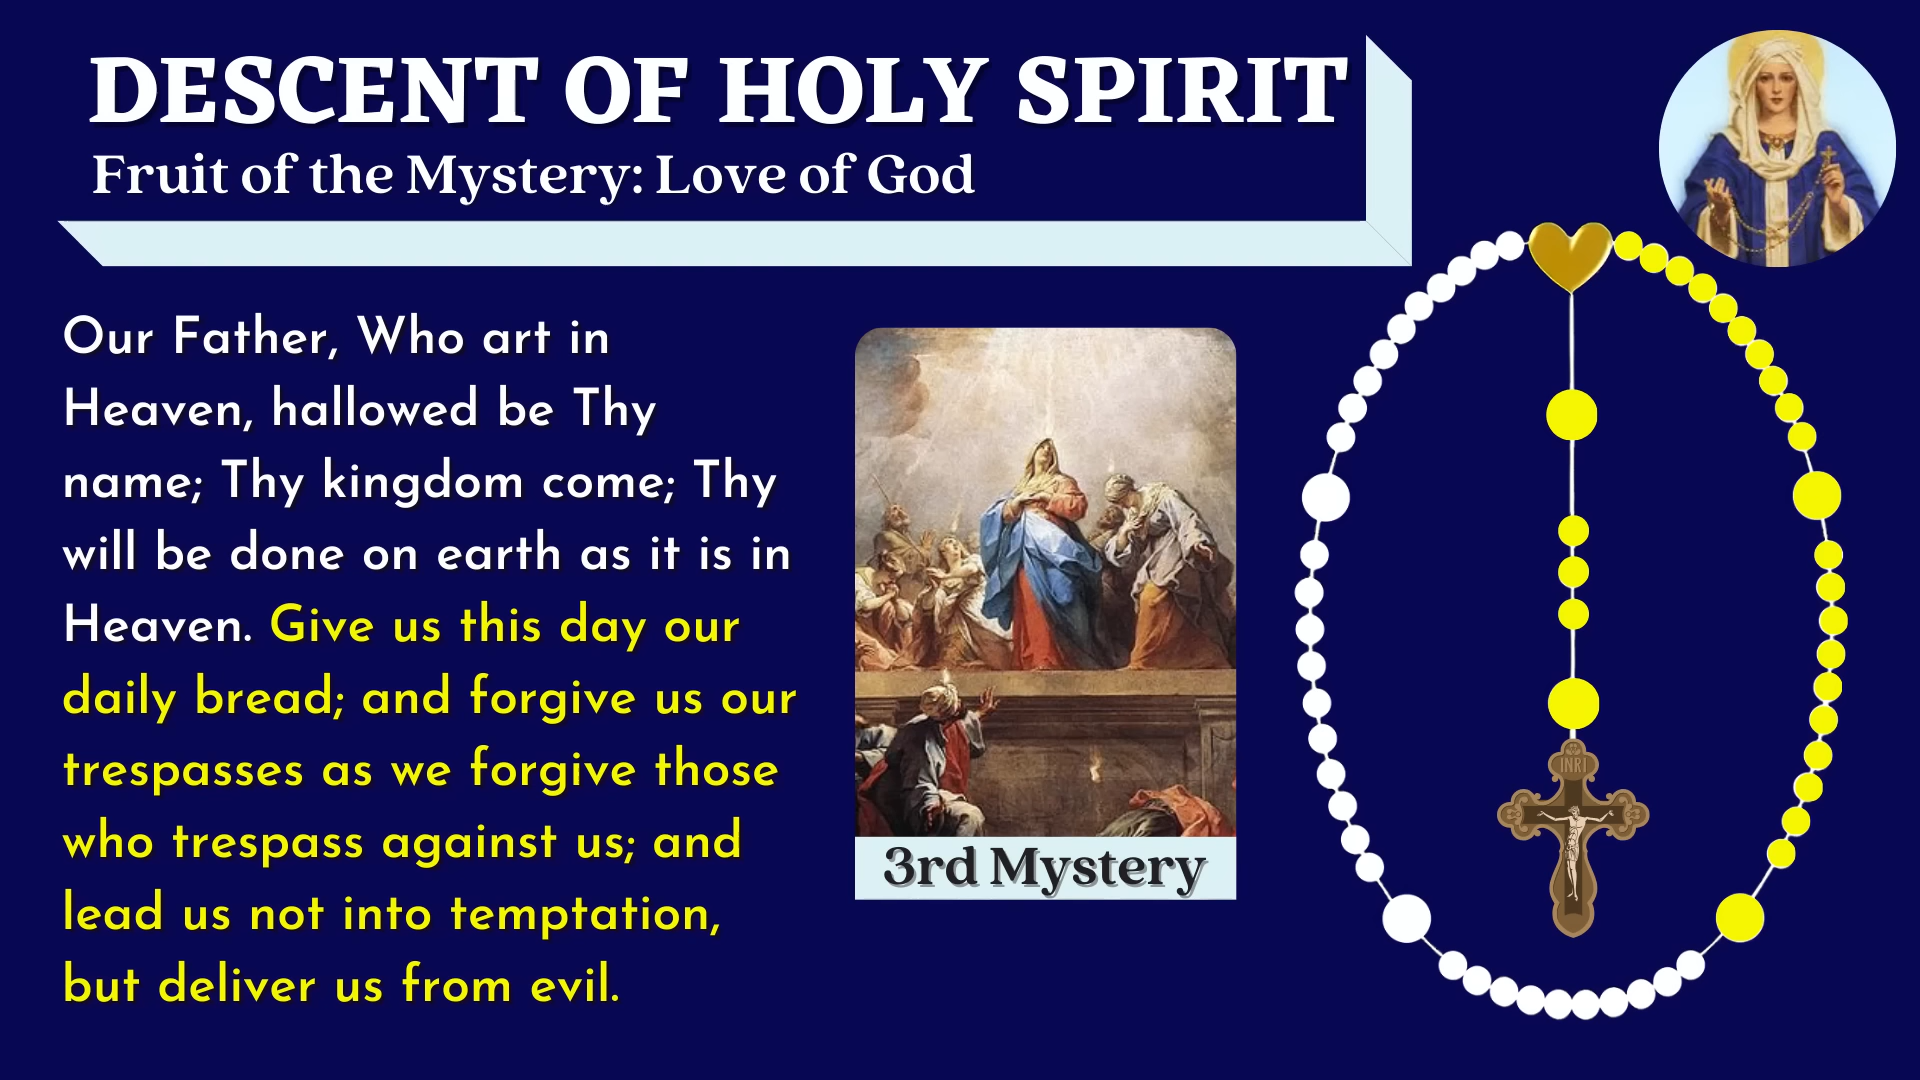 DESCENT OF HOLY SPIRIT
Fruit of the Mystery: Love of God
Our Father, Who art in
Heaven, hallowed be Thy
name; Thy kingdom come; Thy
will be done on earth as it is in
Heaven. Give us this day our
daily bread; and forgive us our
trespasses as we forgive those
who trespass against us; and
lead us not into temptation,
but deliver us from evil.
3rd Mystery
INRI